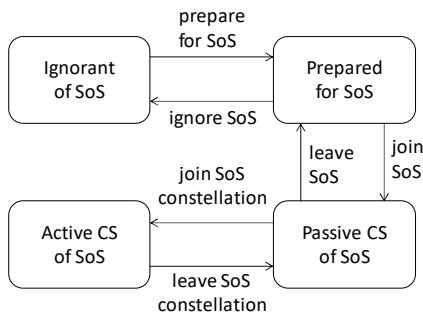 prepare
for SoS
Ignorant
of SoS
Prepared
for SoS
ignore SoS
leave
SoS
join
SoS
join SoS
constellation
Active CS
of SoS
Passive CS
of SoS
leave SoS
constellation